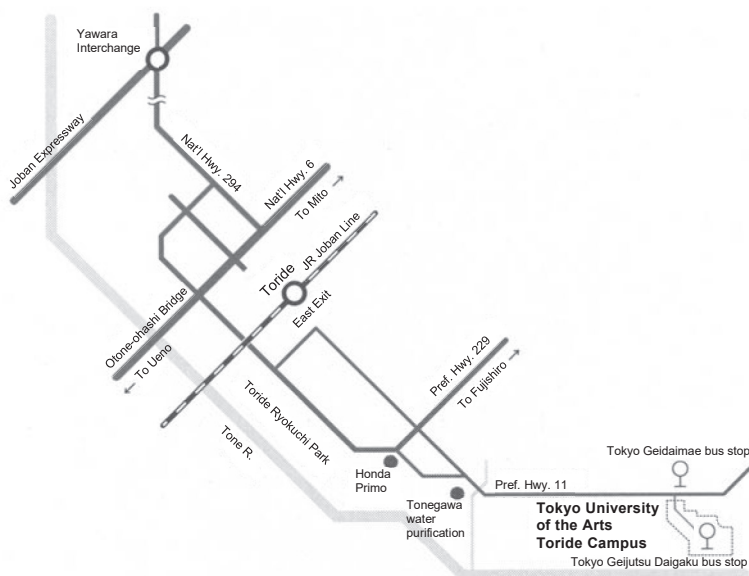 Yawara
Interchange
Joban Expressway
Nat'l Hwy. 294
Nat'l Hwy. 6
To Mito →
JR Joban Line
Toride
East Exit
Otone-ohashi Bridge
← To Ueno
Pref. Hwy. 229
To Fujishiro →
Toride Ryokuchi Park
Tone R.
Honda
Primo
Tonegawa
water
purification
Pref. Hwy. 11
Tokyo Geidaimae bus stop
Tokyo University
of the Arts
Toride Campus
Tokyo Geijutsu Daigaku bus stop